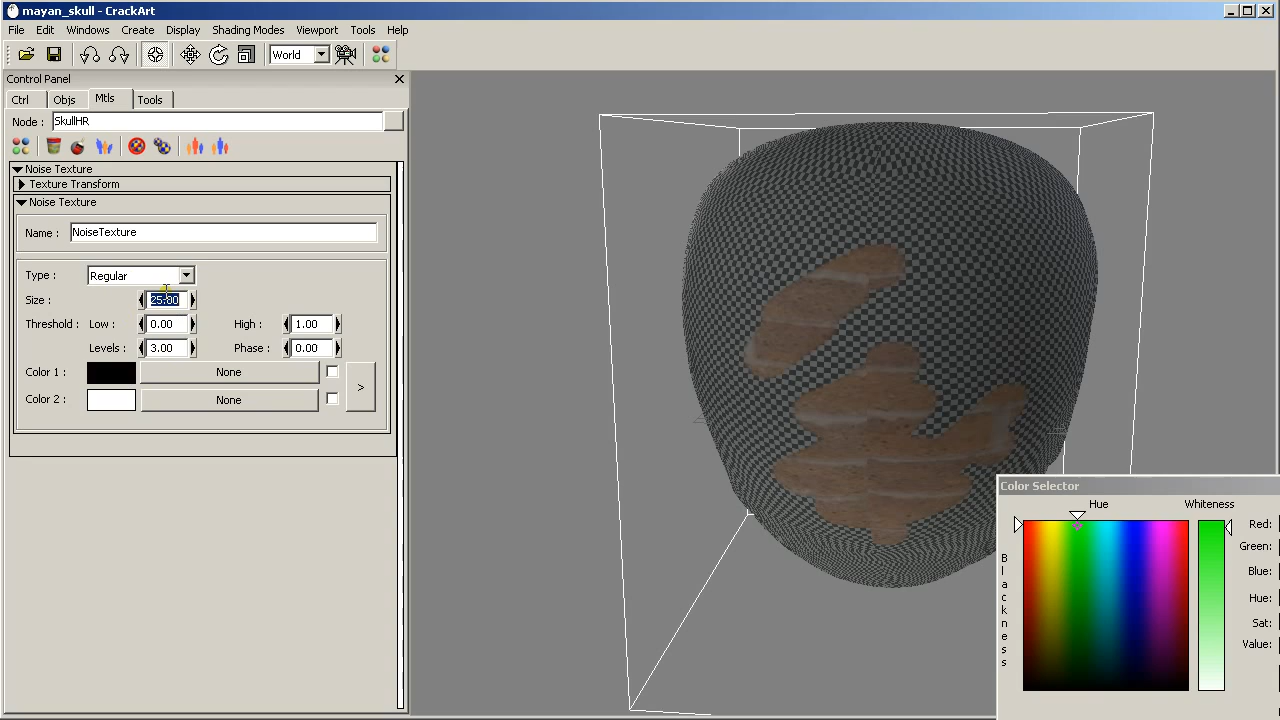 mayan_skull - CrackArt
File Edit Windows Create Display Shading Modes Viewport Tools Help
World
Control Panel
Ctrl Objs Mtls Tools
Node : SkullHR
Noise Texture
Texture Transform
Noise Texture
Name : NoiseTexture
Type : Regular
Size : 25.00
Threshold : Low : 0.00 High : 1.00
Levels : 3.00 Phase : 0.00
Color 1 : None
Color 2 : None
>
Color Selector
Hue Whiteness
Blackness
Red:
Green:
Blue:
Hue:
Sat:
Value: